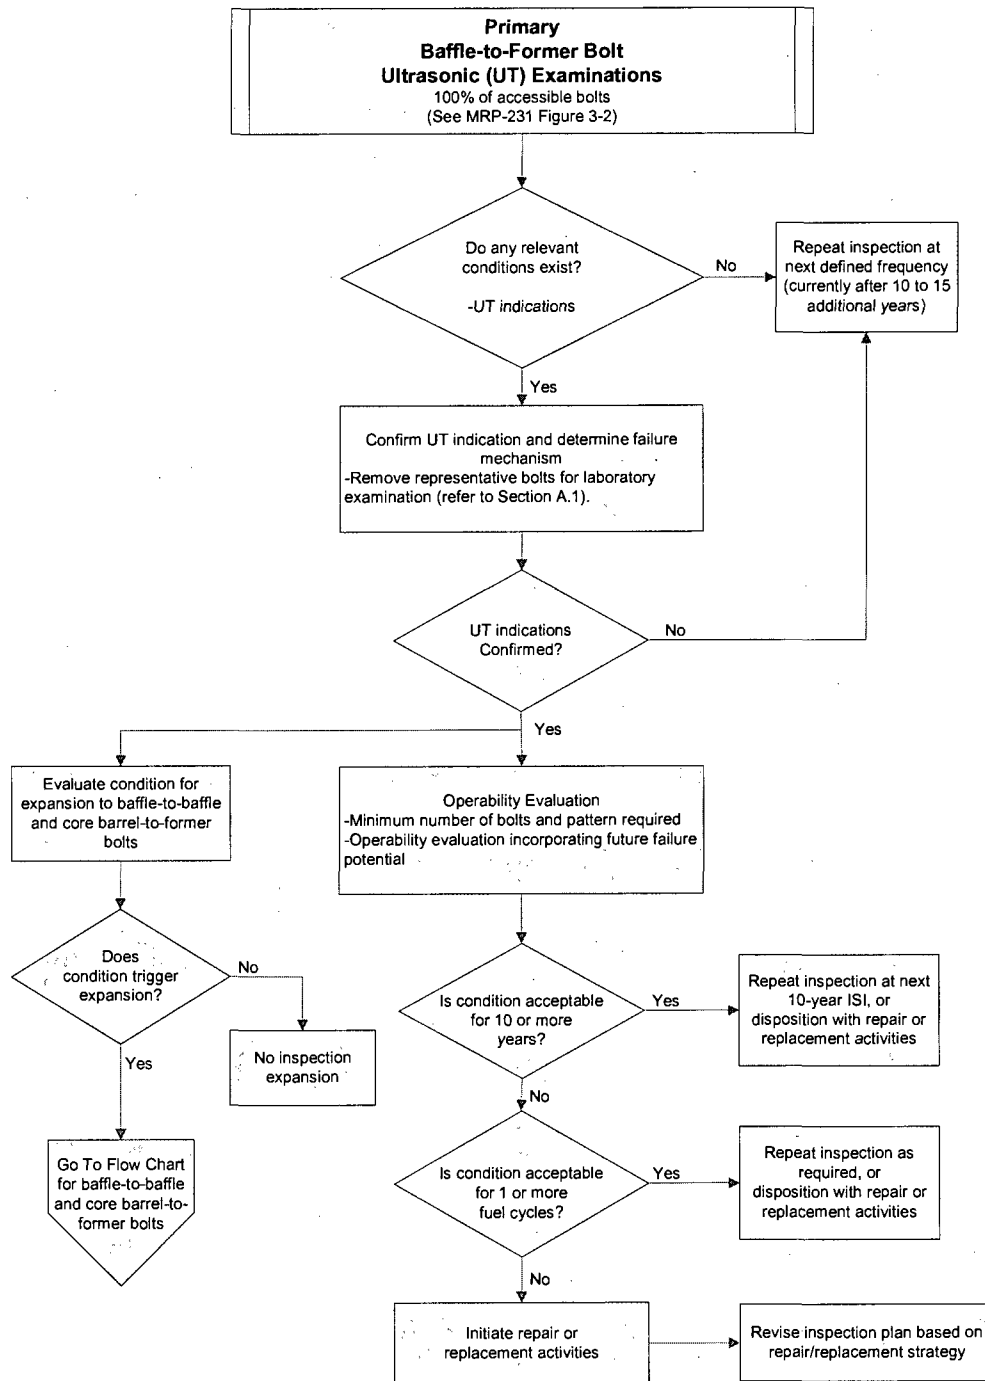 Primary
Baffle-to-Former Bolt
Ultrasonic (UT) Examinations
100% of accessible bolts
(See MRP-231 Figure 3-2)
Do any relevant
conditions exist?
-UT indications
No
Repeat inspection at
next defined frequency
(currently after 10 to 15
additional years)
Yes
Confirm UT indication and determine failure
mechanism
-Remove representative bolts for laboratory
examination (refer to Section A.1).
UT indications
Confirmed?
No
Yes
Evaluate condition for
expansion to baffle-to-baffle
and core barrel-to-former
bolts
Operability Evaluation
-Minimum number of bolts and pattern required
-Operability evaluation incorporating future failure
potential
Does
condition trigger
expansion?
No
No inspection
expansion
Yes
Go To Flow Chart
for baffle-to-baffle
and core barrel-to-
former bolts
Is condition acceptable
for 10 or more
years?
Yes
Repeat inspection at next
10-year ISI, or
disposition with repair or
replacement activities
No
Is condition acceptable
for 1 or more
fuel cycles?
Yes
Repeat inspection as
required, or
disposition with repair or
replacement activities
No
Initiate repair or
replacement activities
Revise inspection plan based on
repair/replacement strategy